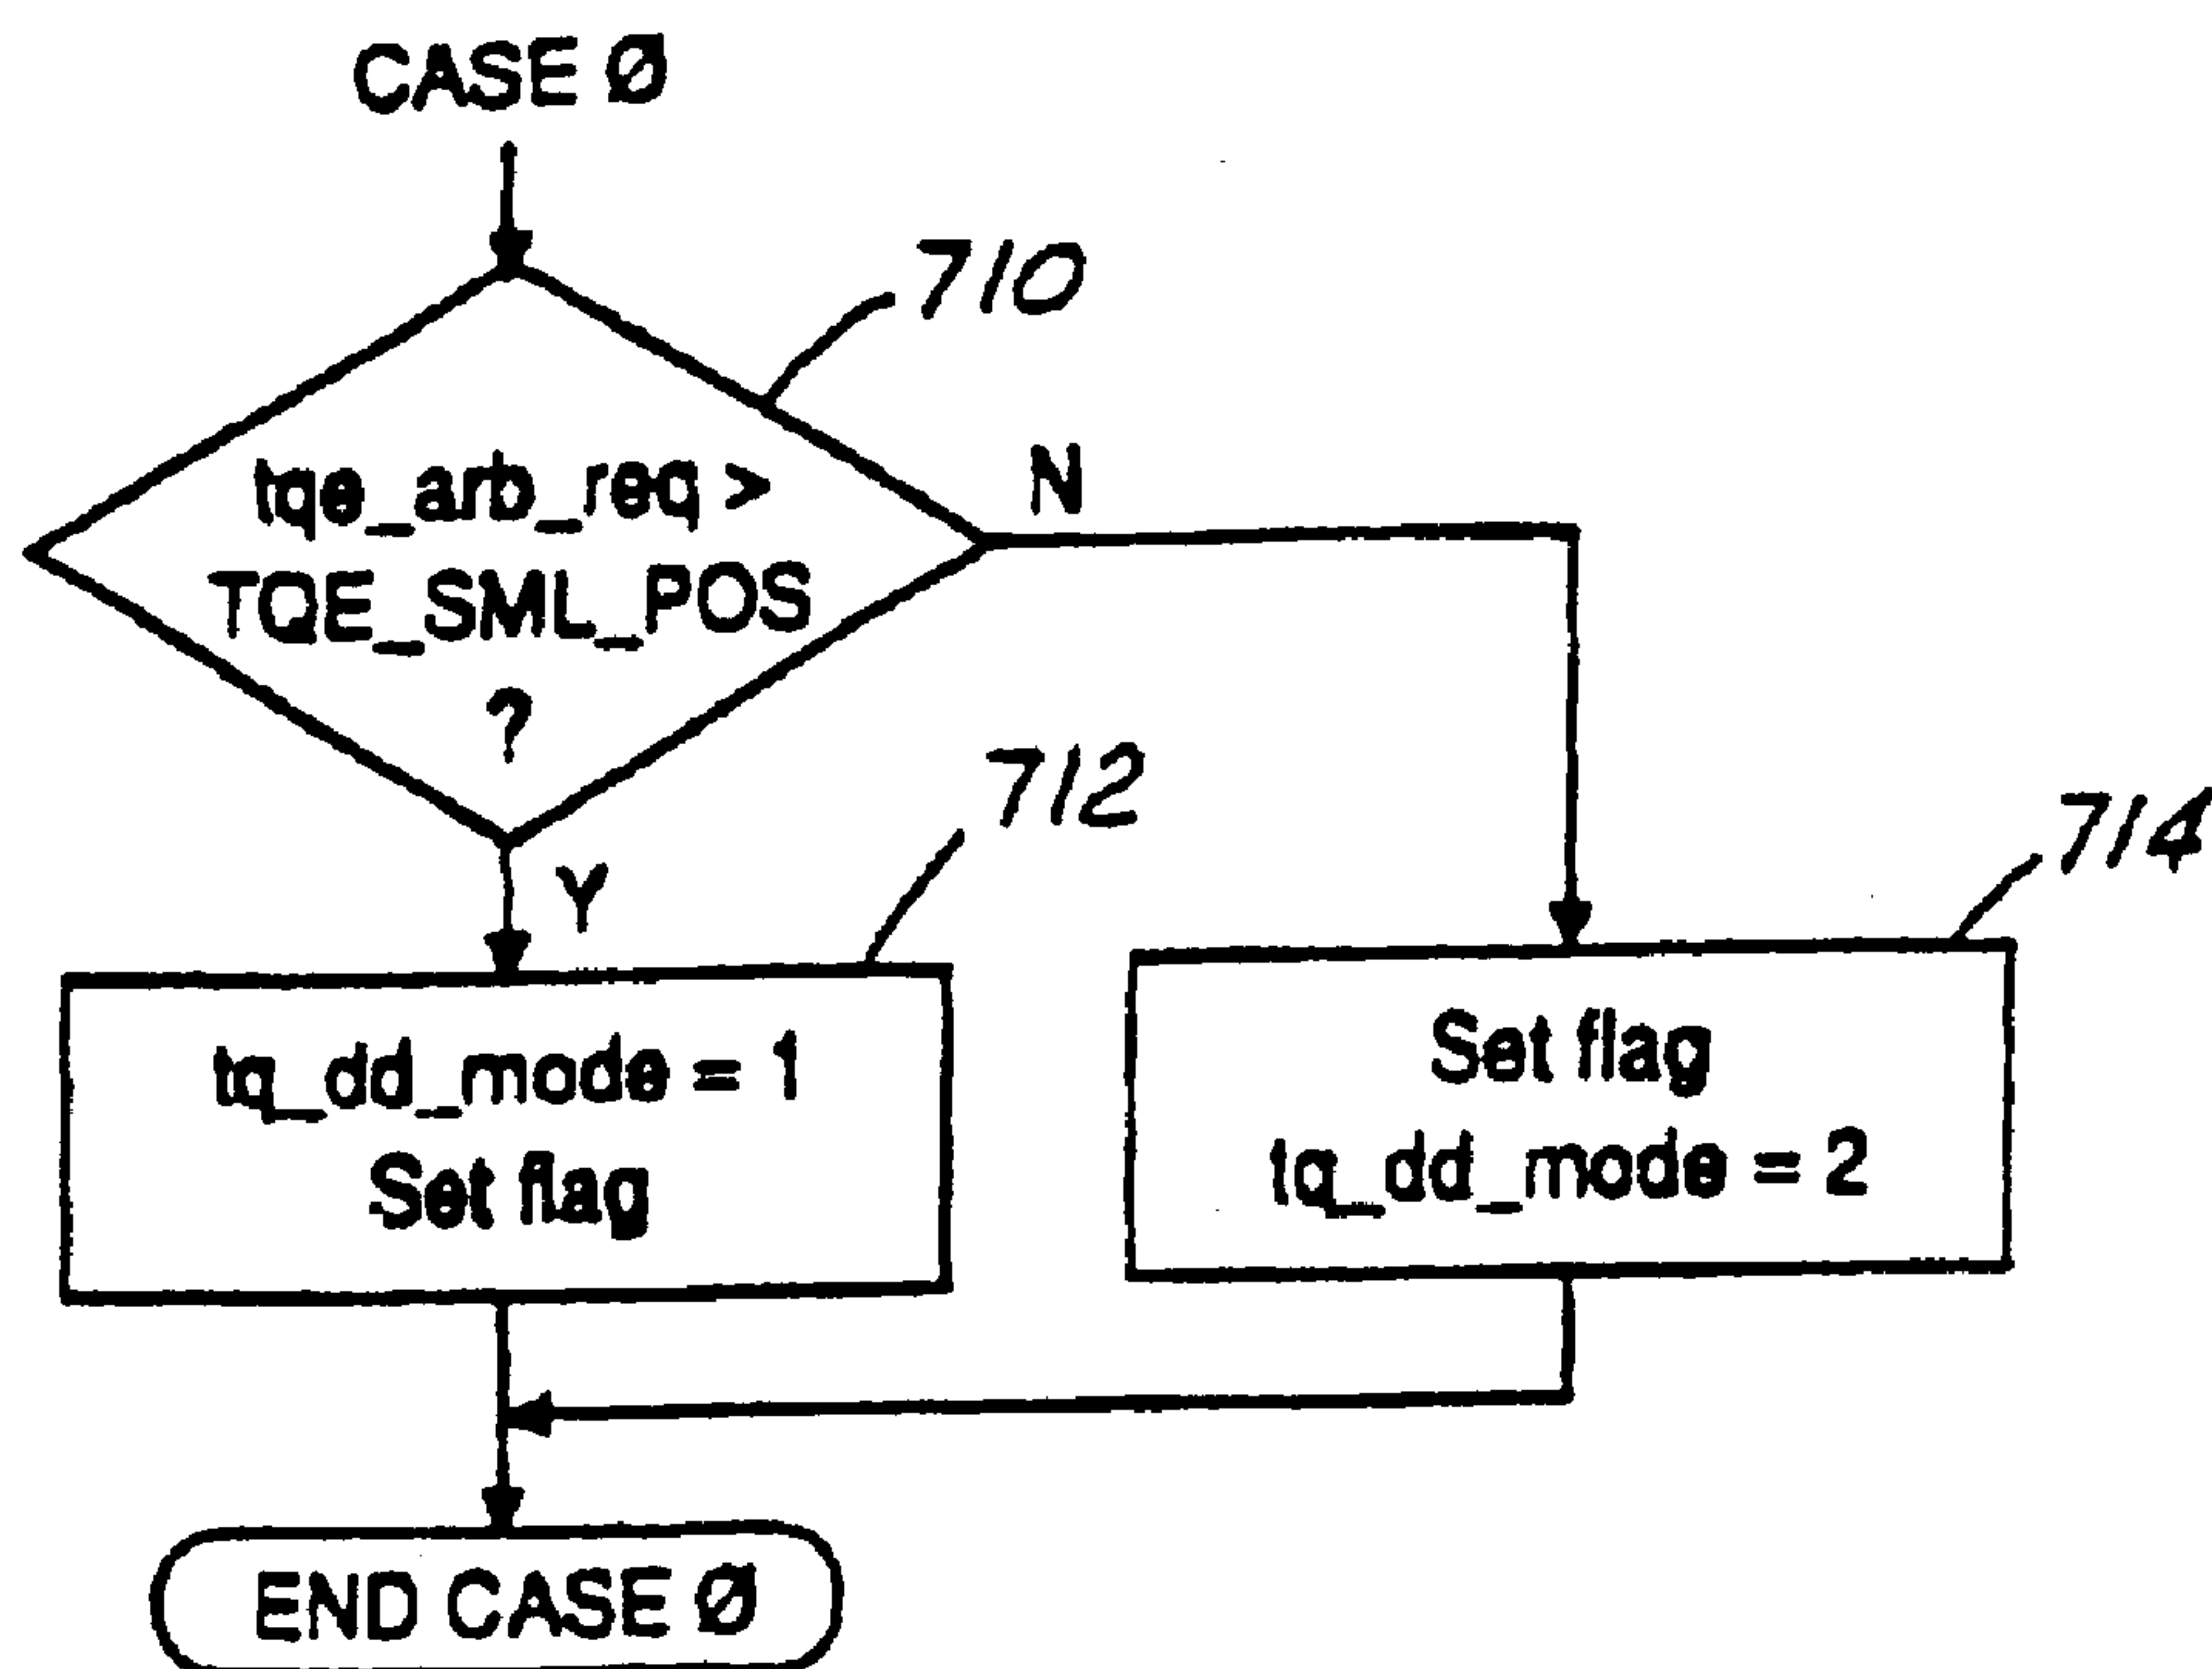 CASE Ø
710
tqe_arb_req >
TQE_SML_POS
?
N
Y
712
714
tq_dd_mode = 1
Set flag
Set flag
tq_dd_mode = 2
END CASE Ø